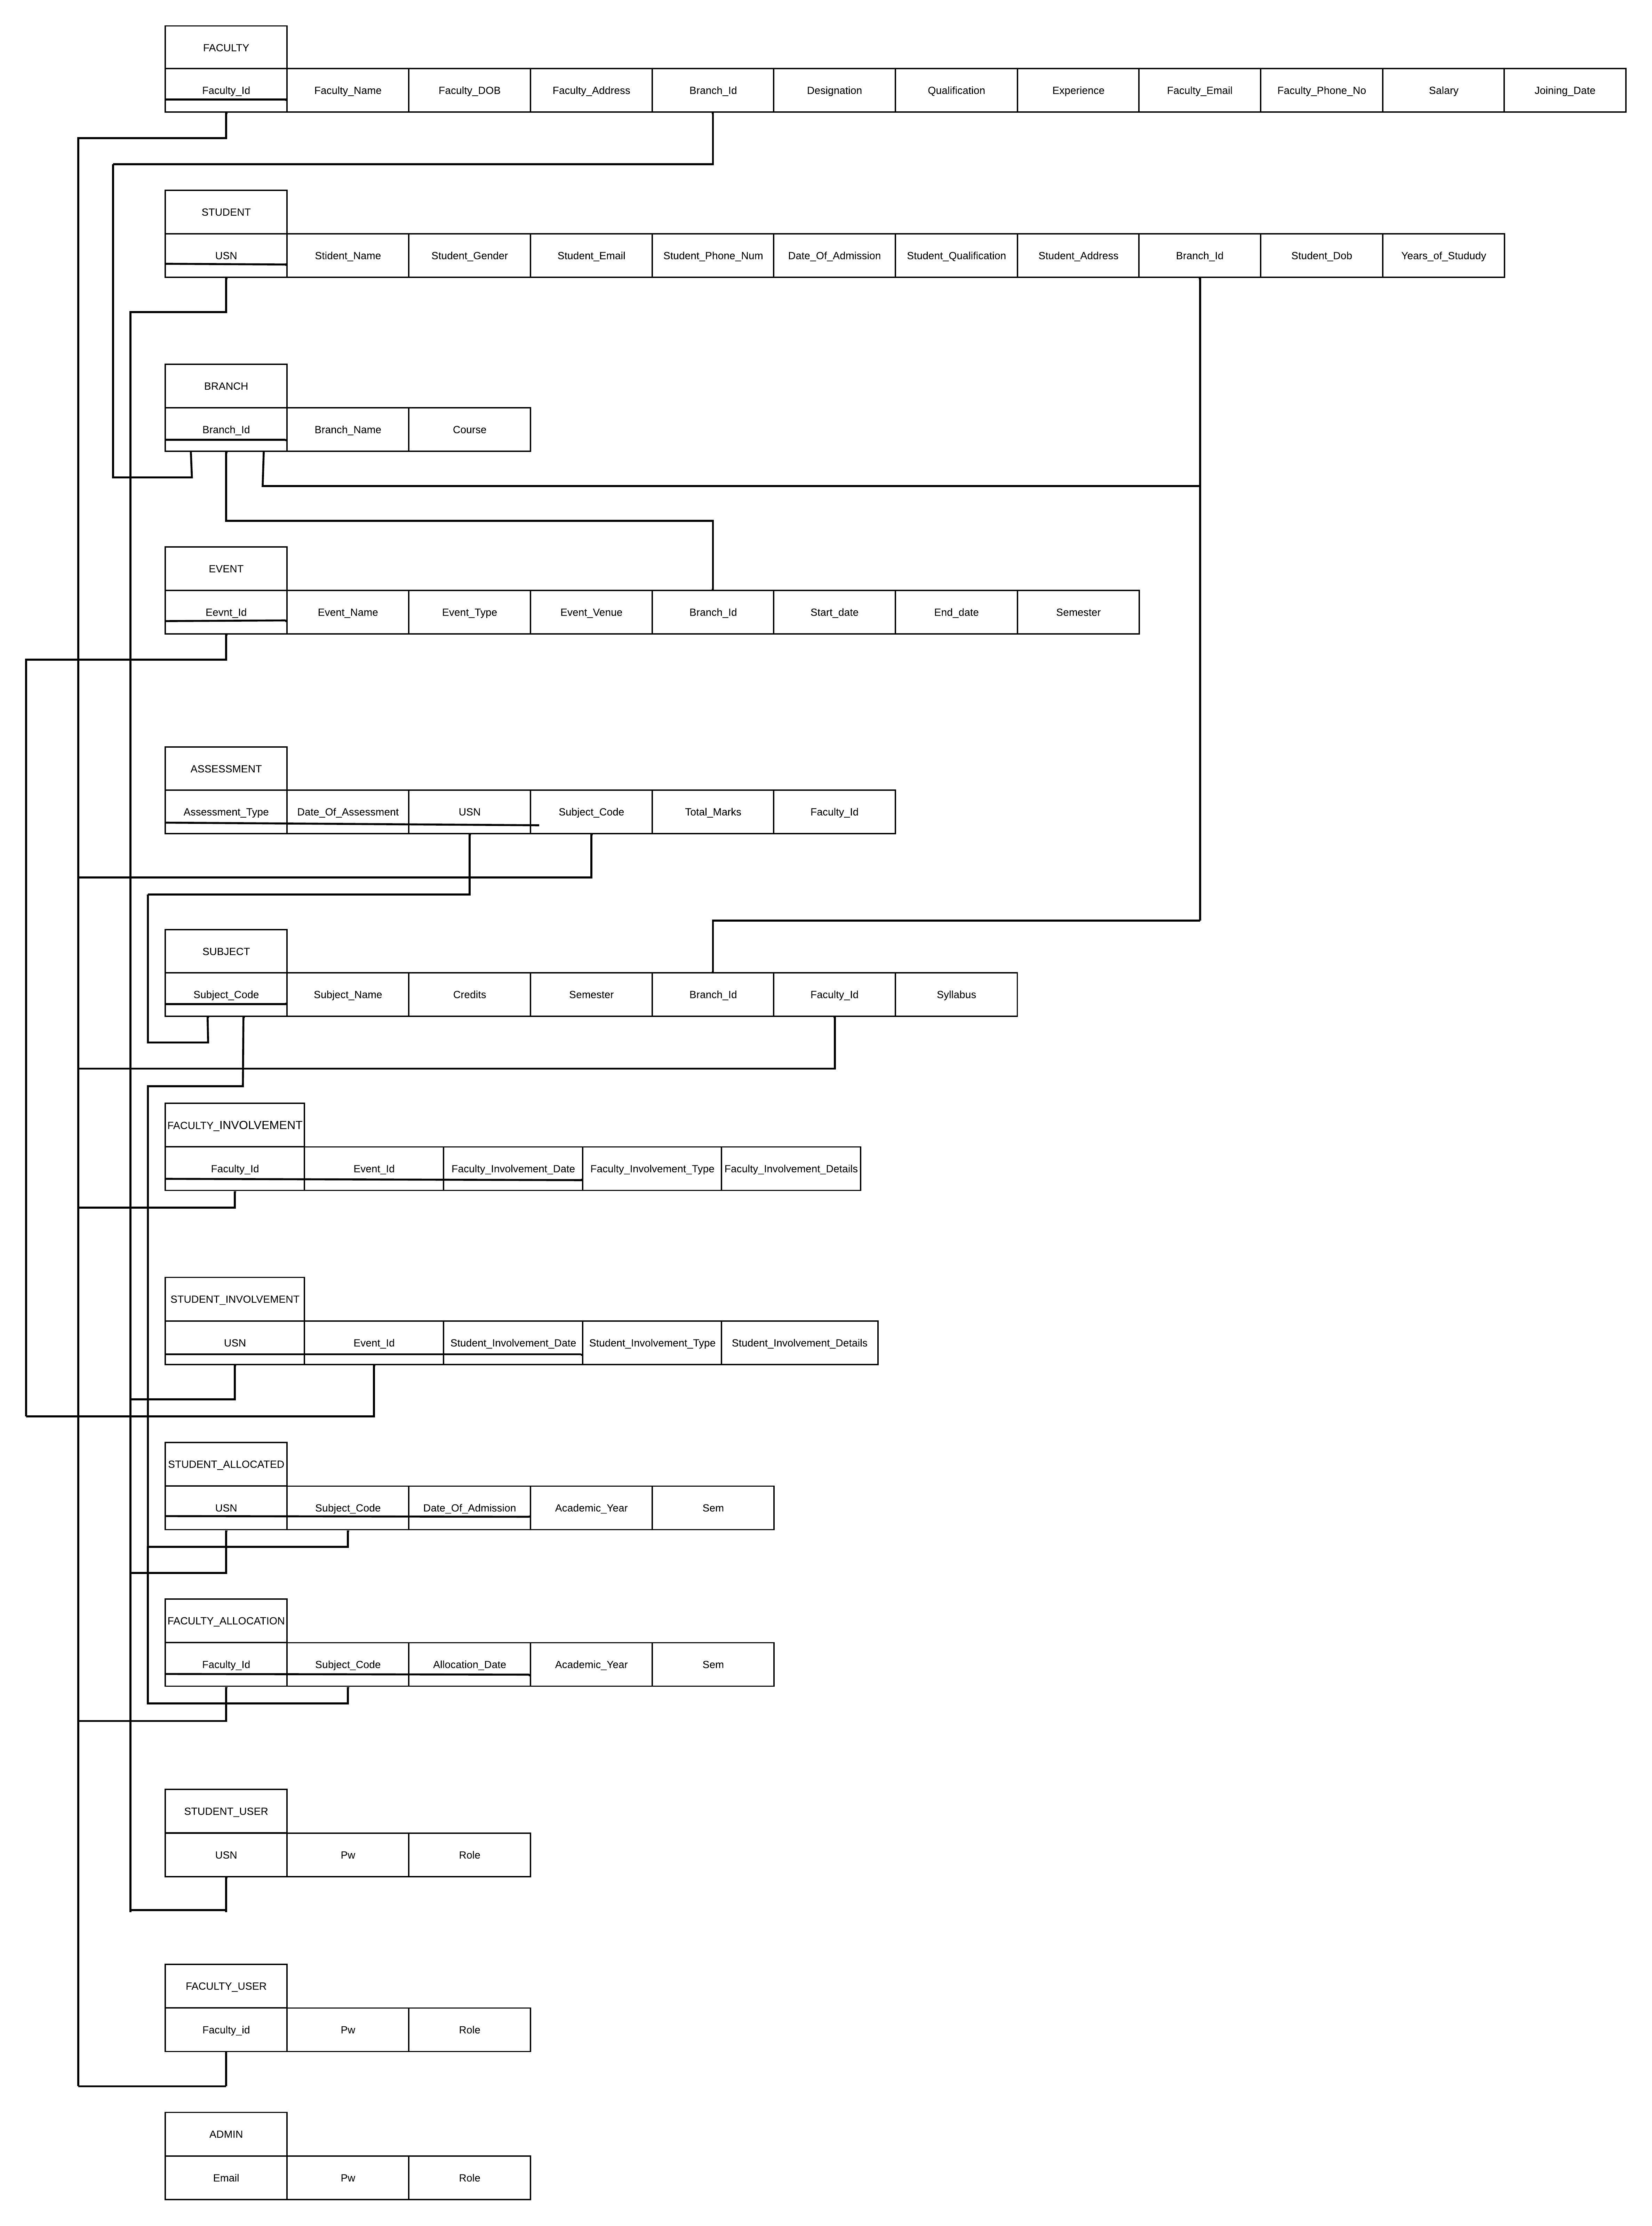 FACULTY
Faculty_Id Faculty_Name Faculty_DOB Faculty_Address Branch_Id Designation Qualification Experience Faculty_Email Faculty_Phone_No Salary Joining_Date
STUDENT
USN Stident_Name Student_Gender Student_Email Student_Phone_Num Date_Of_Admission Student_Qualification Student_Address Branch_Id Student_Dob Years_of_Stududy
BRANCH
Branch_Id Branch_Name Course
EVENT
Eevnt_Id Event_Name Event_Type Event_Venue Branch_Id Start_date End_date Semester
ASSESSMENT
Assessment_Type Date_Of_Assessment USN Subject_Code Total_Marks Faculty_Id
SUBJECT
Subject_Code Subject_Name Credits Semester Branch_Id Faculty_Id Syllabus
FACULTY_INVOLVEMENT
Faculty_Id Event_Id Faculty_Involvement_Date Faculty_Involvement_Type Faculty_Involvement_Details
STUDENT_INVOLVEMENT
USN Event_Id Student_Involvement_Date Student_Involvement_Type Student_Involvement_Details
STUDENT_ALLOCATED
USN Subject_Code Date_Of_Admission Academic_Year Sem
FACULTY_ALLOCATION
Faculty_Id Subject_Code Allocation_Date Academic_Year Sem
STUDENT_USER
USN Pw Role
FACULTY_USER
Faculty_id Pw Role
ADMIN
Email Pw Role